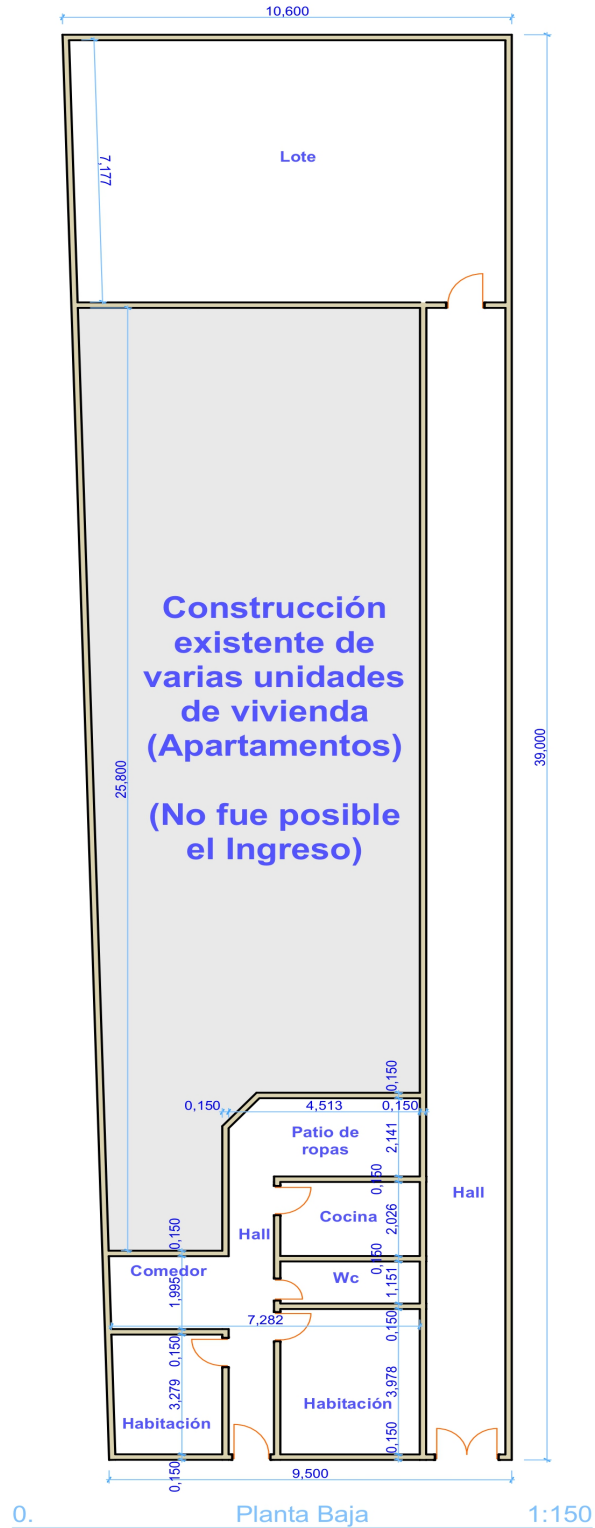 10,600
7,177
Lote
Construcción
existente de
varias unidades
de vivienda
(Apartamentos)
(No fue posible
el Ingreso)
39,000
25,800
0,150
0,150
4,513
0,150
Patio de
ropas
2,141
0,150
Hall
Cocina
2,026
Hall
0,150
0,150
Comedor
Wc
1,995
1,151
7,282
0,150
0,150
3,978
3,279
Habitación
Habitación
0,150
0,150
9,500
0.
Planta Baja
1:150